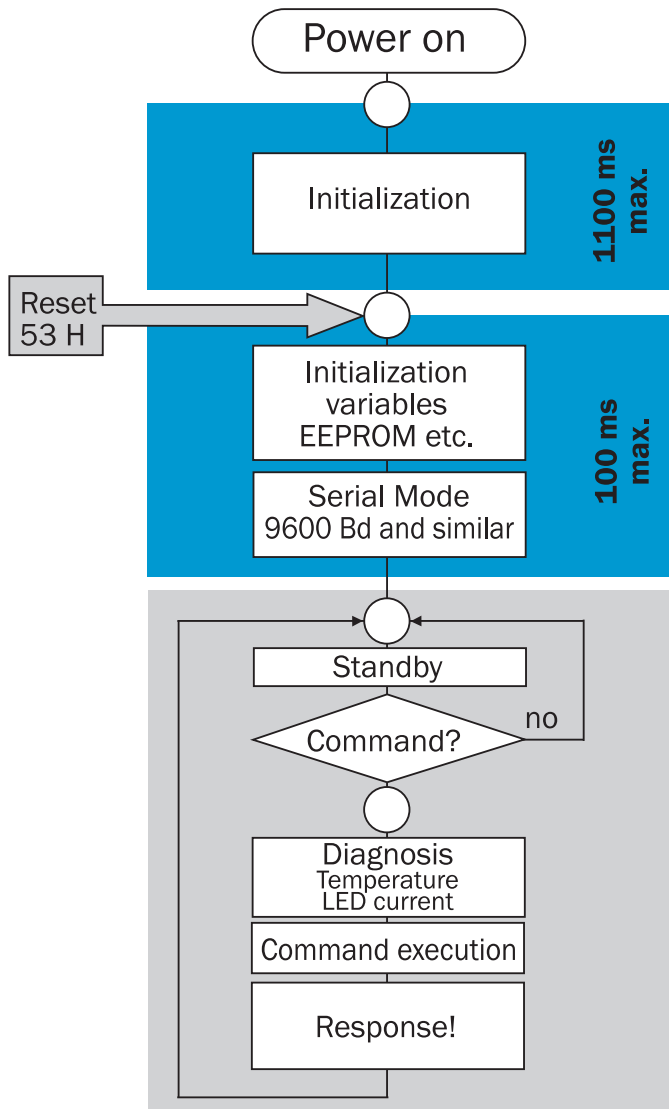 Power on
Initialization
1100 ms
max.
Reset
53 H
Initialization
variables
EEPROM etc.
Serial Mode
9600 Bd and similar
100 ms
max.
Standby
Command?
no
Diagnosis
Temperature
LED current
Command execution
Response!